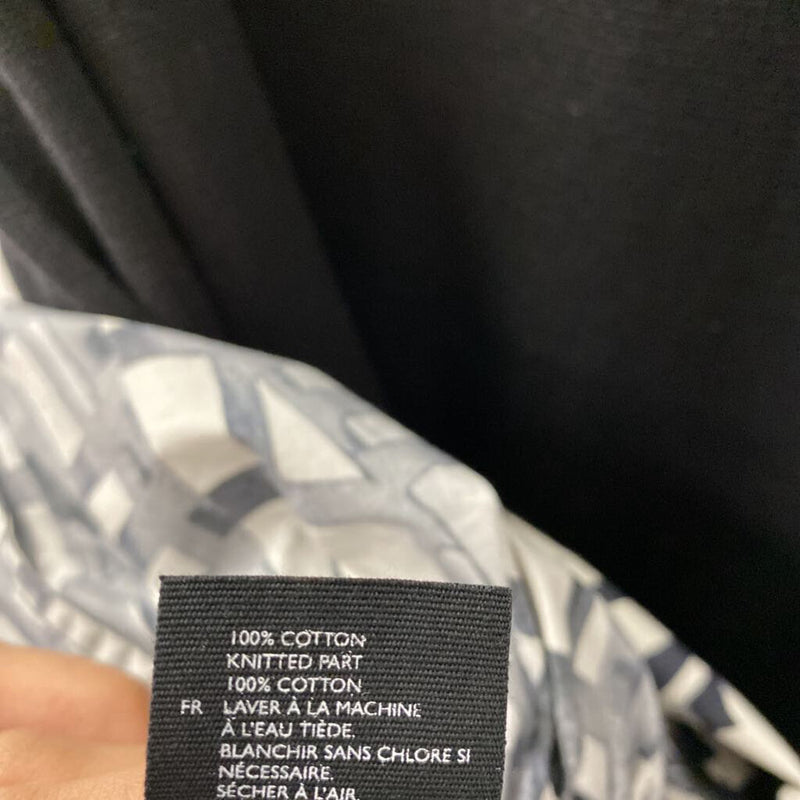 100% COTTON
KNITTED PART
100% COTTON
FR LAVER À LA MACHINE
À L'EAU TIÈDE.
BLANCHIR SANS CHLORE SI
NÉCESSAIRE.
SÉCHER À L'AIR.